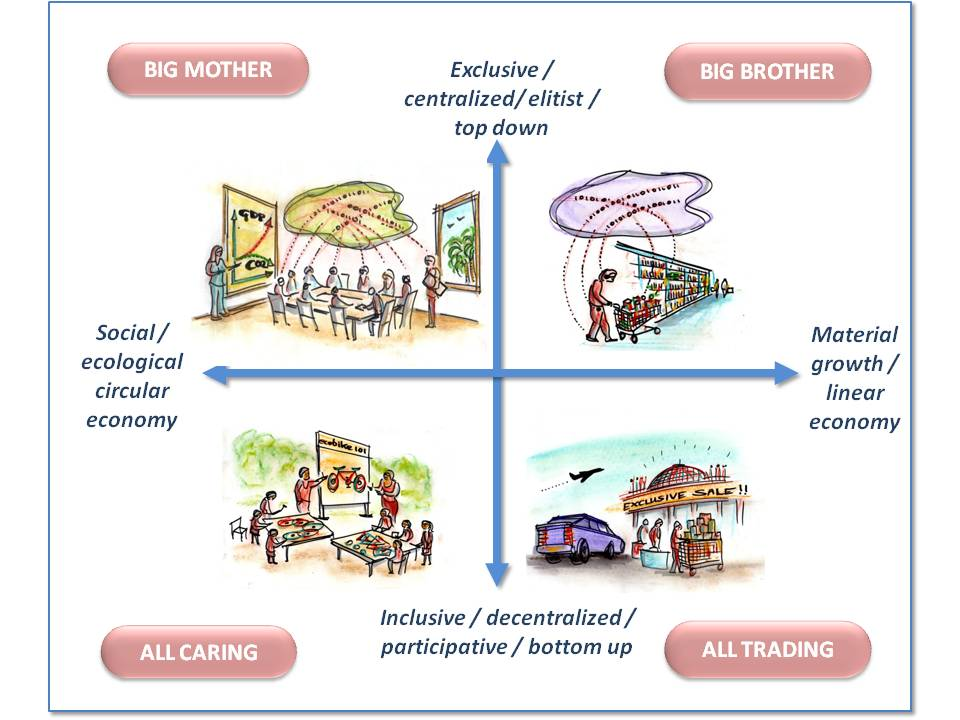 BIG MOTHER
BIG BROTHER
Exclusive /
centralized/ elitist /
top down
GDP
CO2
Social /
ecological
circular
economy
Material
growth /
linear
economy
ecobike 101
EXCLUSIVE SALE!!
Inclusive / decentralized /
participative / bottom up
ALL CARING
ALL TRADING